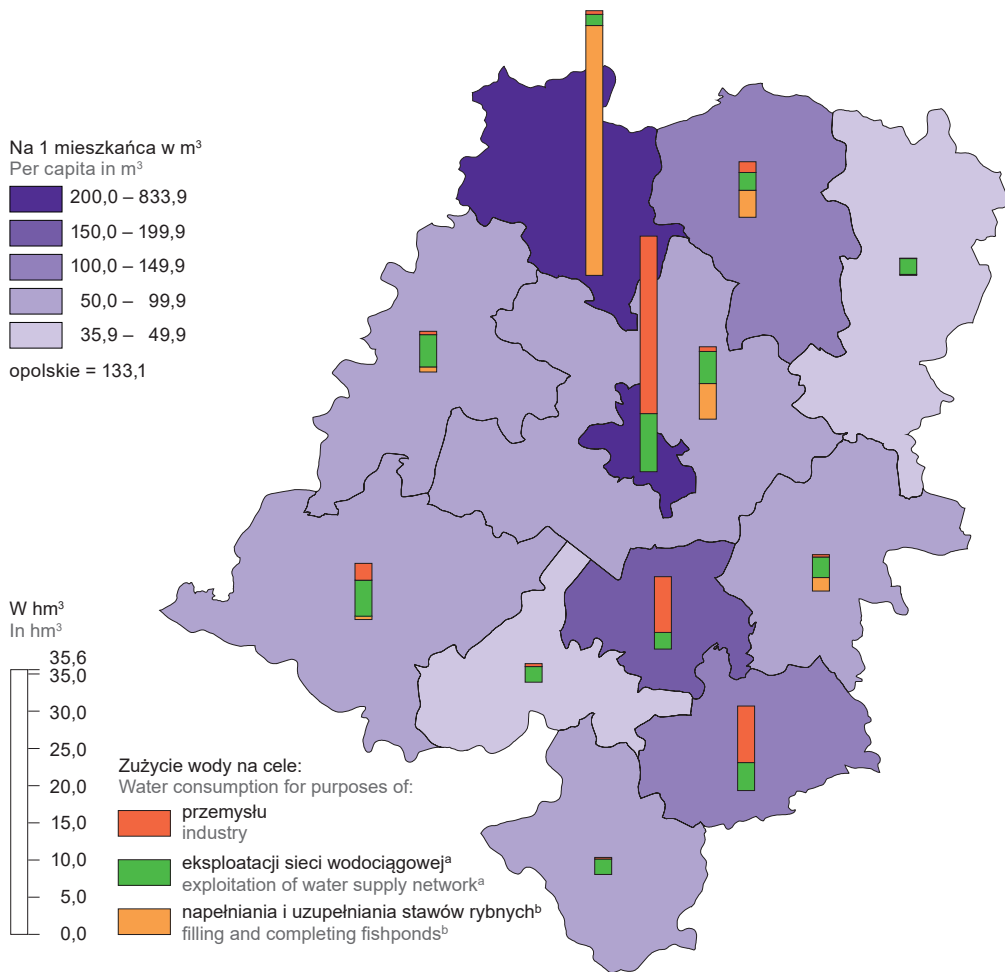 Na 1 mieszkańca w m³
Per capita in m³
200,0 – 833,9
150,0 – 199,9
100,0 – 149,9
50,0 – 99,9
35,9 – 49,9
opolskie = 133,1
W hm³
In hm³
35,6
35,0
30,0
25,0
20,0
15,0
10,0
5,0
0,0
Zużycie wody na cele:
Water consumption for purposes of:
przemysłu
industry
eksploatacji sieci wodociągowejᵃ
exploitation of water supply networkᵃ
napełniania i uzupełniania stawów rybnychᵇ
filling and completing fishpondsᵇ